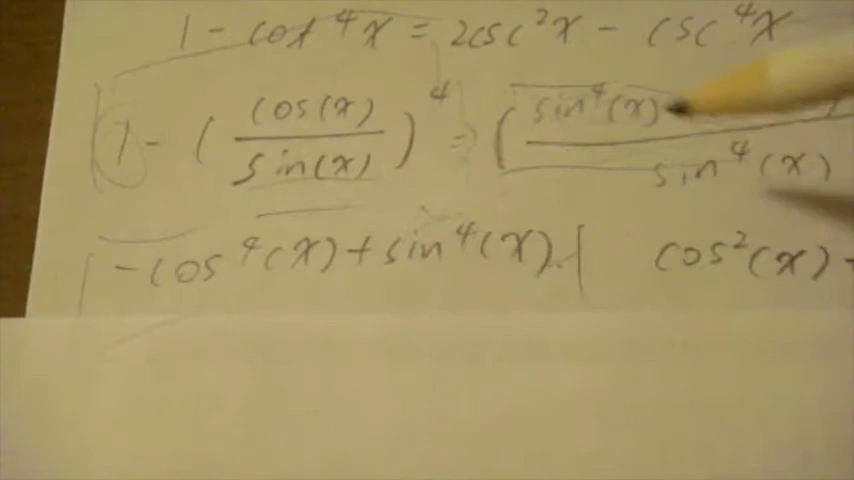 1 - cot⁴x = 2csc²x - csc⁴x
1 - (cos(x)/sin(x))⁴ = (sin⁴(x) / sin⁴(x)
-cos⁴(x) + sin⁴(x) cos²(x) -